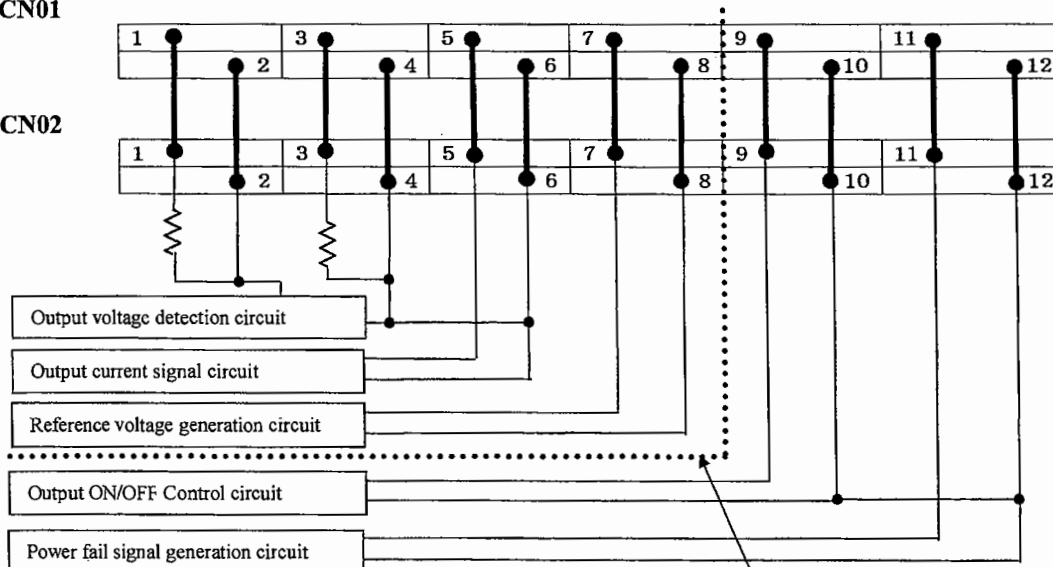 CN01
1 3 5 7 9 11
2 4 6 8 10 12
CN02
1 3 5 7 9 11
2 4 6 8 10 12
Output voltage detection circuit
Output current signal circuit
Reference voltage generation circuit
Output ON/OFF Control circuit
Power fail signal generation circuit